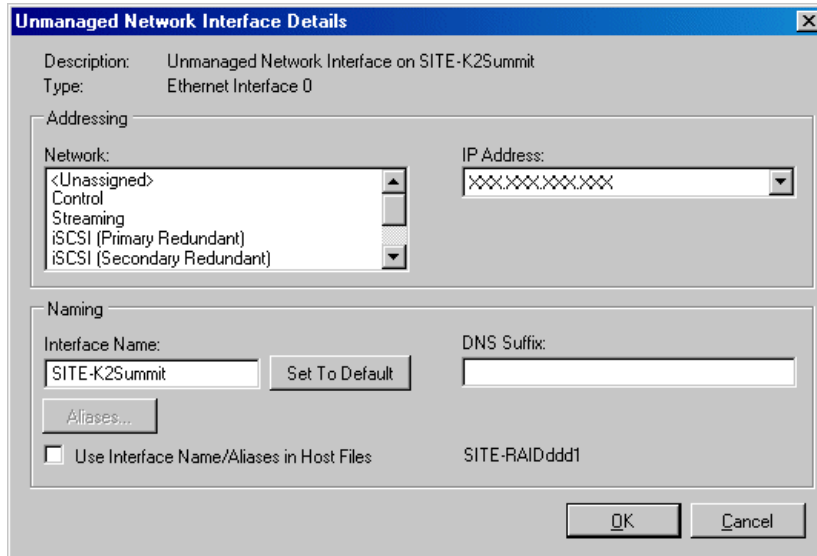 Unmanaged Network Interface Details
Description: Unmanaged Network Interface on SITE-K2Summit
Type: Ethernet Interface 0
Addressing
Network:
IP Address:
<Unassigned>
Control
Streaming
iSCSI (Primary Redundant)
iSCSI (Secondary Redundant)
XXX.XXX.XXX.XXX
Naming
Interface Name:
DNS Suffix:
SITE-K2Summit
Set To Default
Aliases...
Use Interface Name/Aliases in Host Files
SITE-RAIDddd1
OK
Cancel